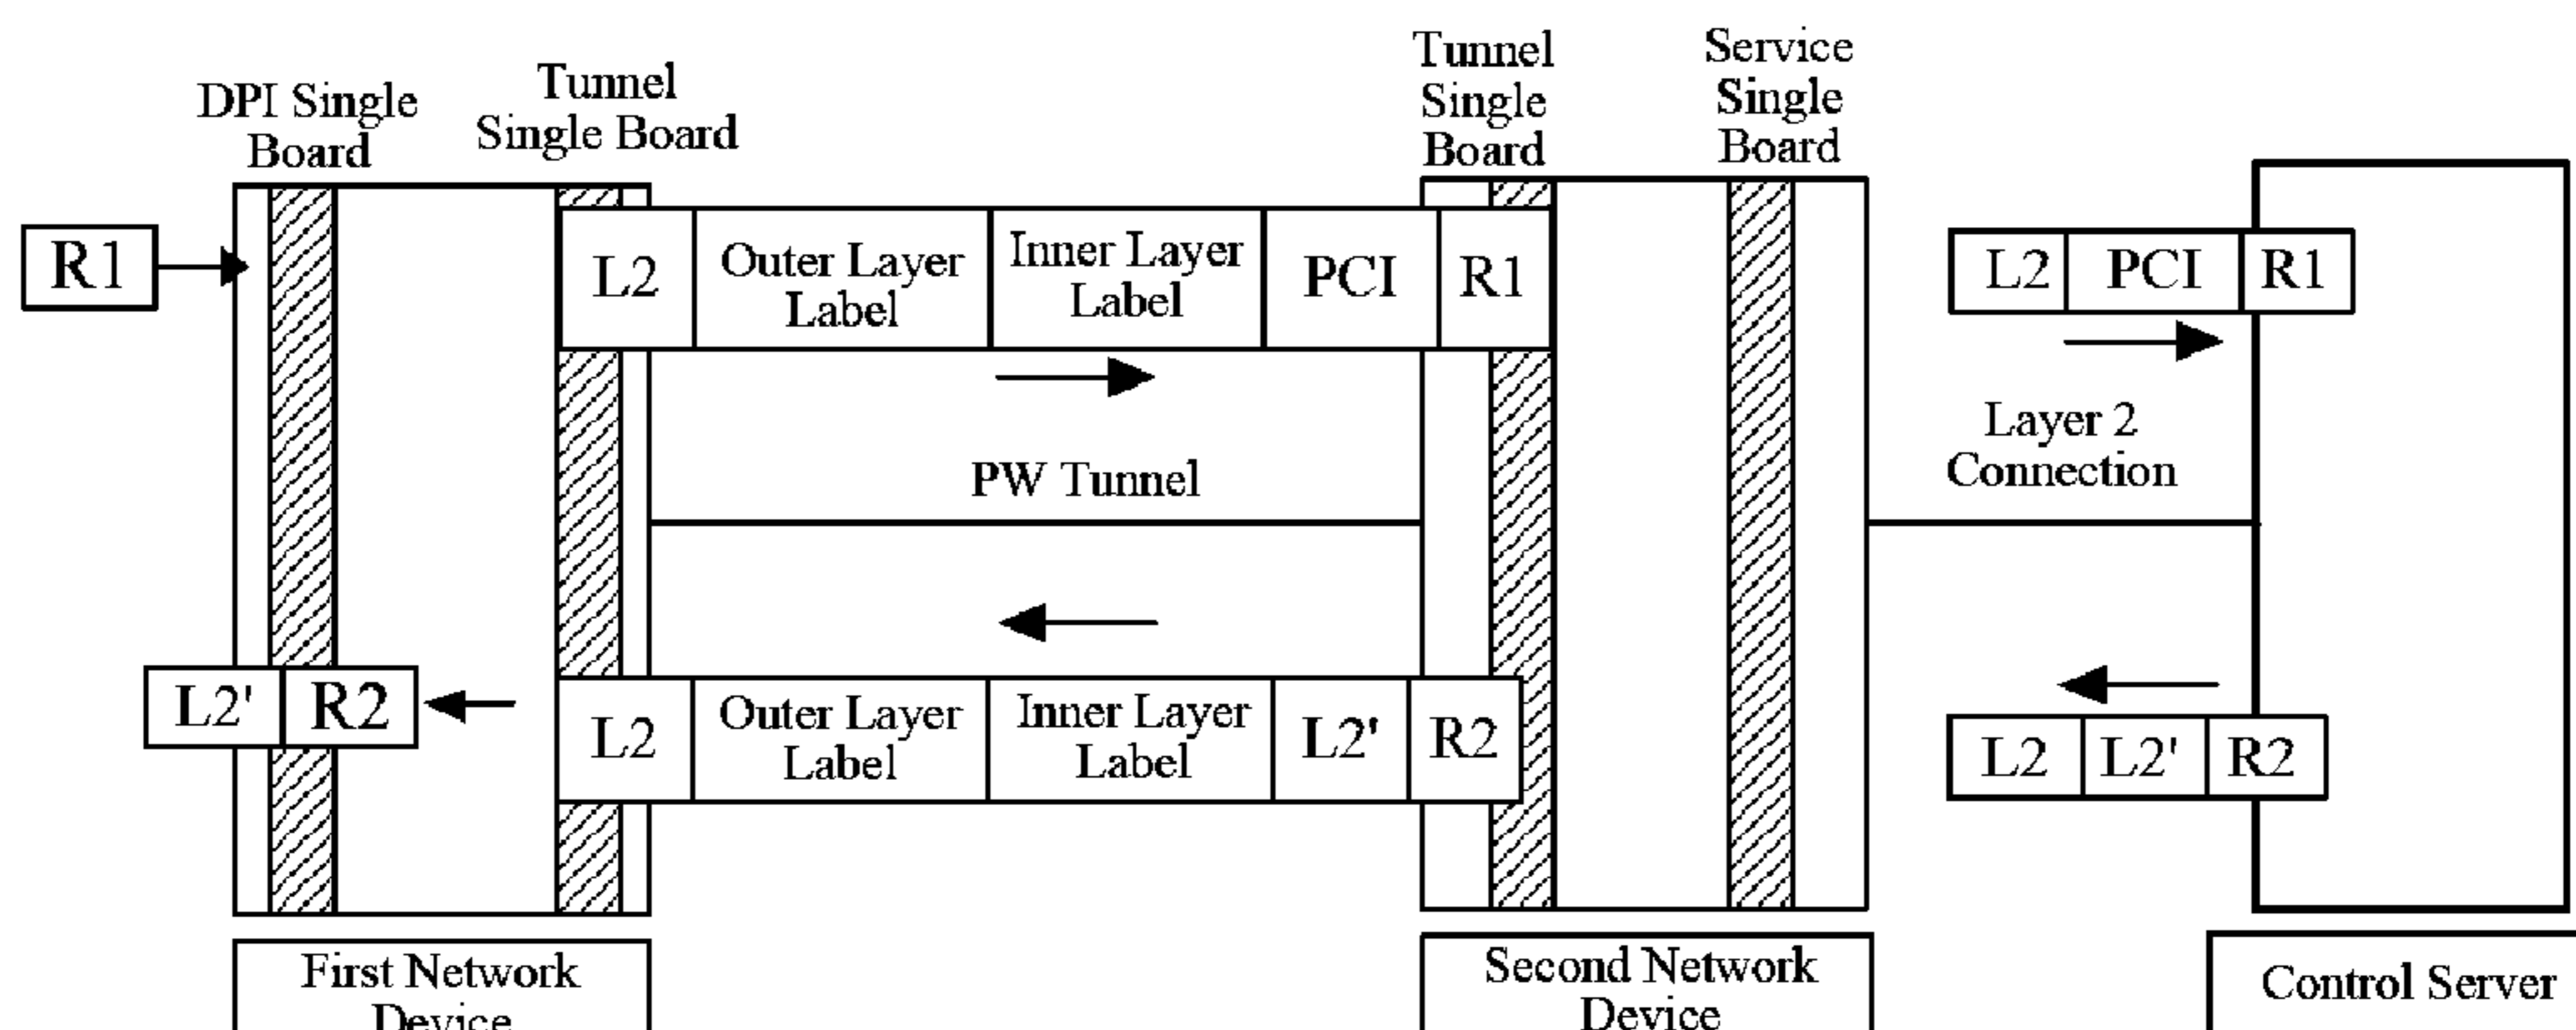 DPI Single
Board
Tunnel
Single Board
Tunnel
Single
Board
Service
Single
Board
R1
L2
Outer Layer
Label
Inner Layer
Label
PCI
R1
L2
PCI
R1
Layer 2
Connection
PW Tunnel
L2'
R2
L2
Outer Layer
Label
Inner Layer
Label
L2'
R2
L2
L2'
R2
First Network
Device
Second Network
Device
Control Server